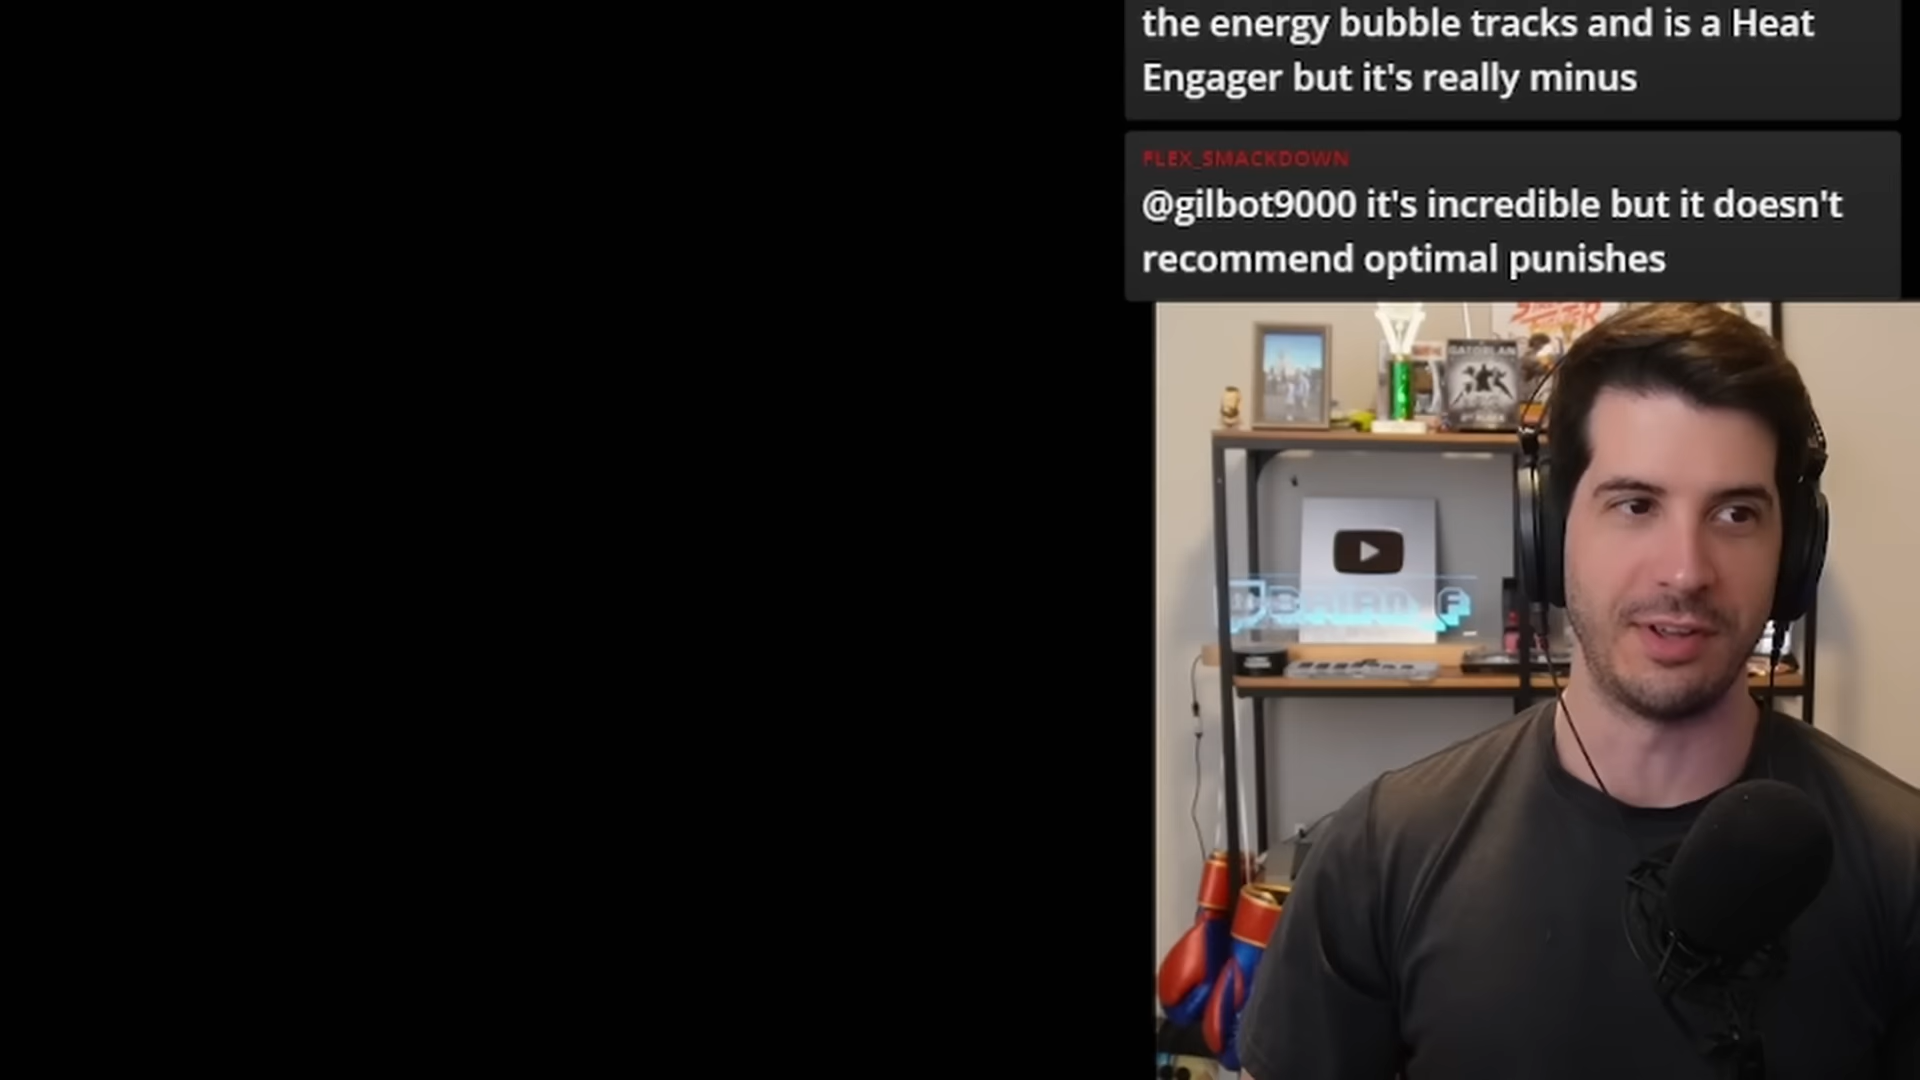 the energy bubble tracks and is a Heat
Engager but it's really minus
FLEX_SMACKDOWN
@gilbot9000 it's incredible but it doesn't
recommend optimal punishes
BRIAN_F